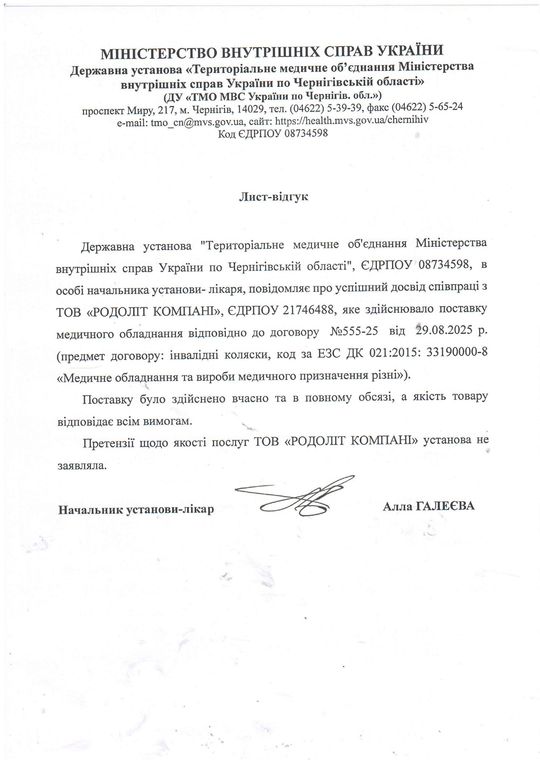 МІНІСТЕРСТВО ВНУТРІШНІХ СПРАВ УКРАЇНИ
Державна установа «Територіальне медичне об’єднання Міністерства
внутрішніх справ України по Чернігівській області»
(ДУ «ТМО МВС України по Чернігів. обл.»)
проспект Миру, 217, м. Чернігів, 14029, тел. (04622) 5-39-39, факс (04622) 5-65-24
e-mail: tmo_cn@mvs.gov.ua, сайт: https://health.mvs.gov.ua/chernihiv
Код ЄДРПОУ 08734598
Лист-відгук
Державна установа "Територіальне медичне об'єднання Міністерства
внутрішніх справ України по Чернігівській області", ЄДРПОУ 08734598, в
особі начальника установи- лікаря, повідомляє про успішний досвід співпраці з
ТОВ «РОДОЛІТ КОМПАНІ», ЄДРПОУ 21746488, яке здійснювало поставку
медичного обладнання відповідно до договору №555-25 від 29.08.2025 р.
(предмет договору: інвалідні коляски, код за ЕЗС ДК 021:2015: 33190000-8
«Медичне обладнання та вироби медичного призначення різні»).
Поставку було здійснено вчасно та в повному обсязі, а якість товару
відповідає всім вимогам.
Претензії щодо якості послуг ТОВ «РОДОЛІТ КОМПАНІ» установа не
заявляла.
Начальник установи-лікар Алла ГАЛЕЄВА